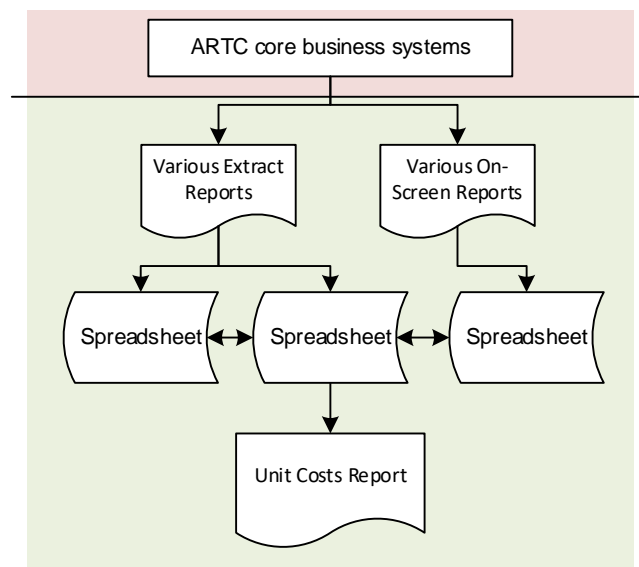 ARTC core business systems
Various Extract
Reports
Various On-
Screen Reports
Spreadsheet
Spreadsheet
Spreadsheet
Unit Costs Report